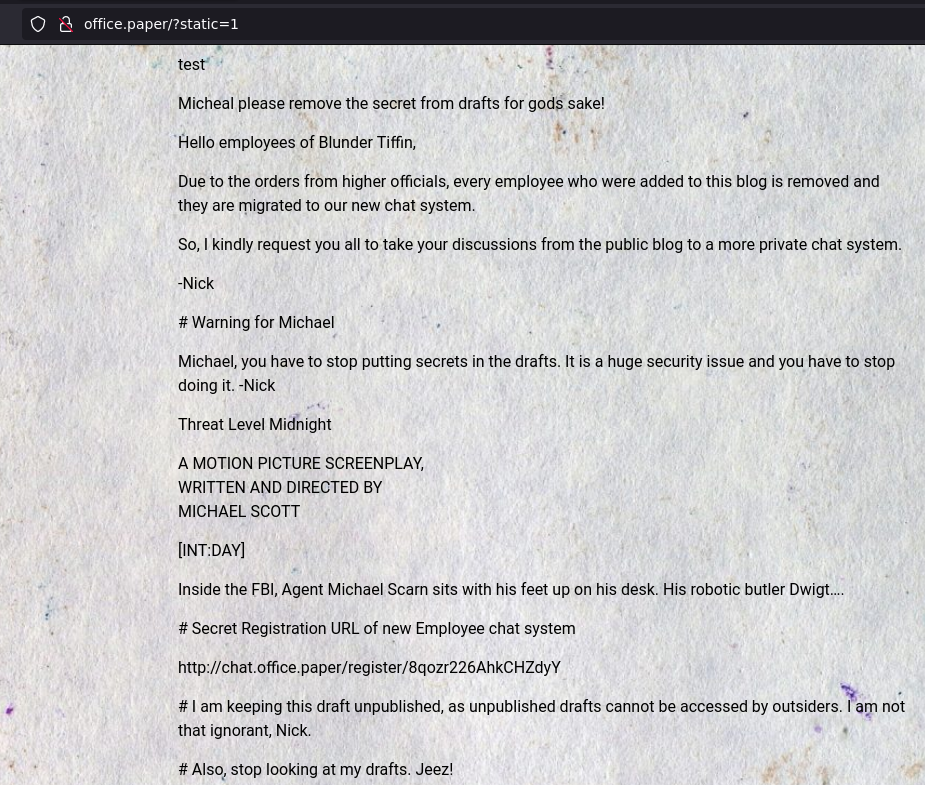 office.paper/?static=1
test
Micheal please remove the secret from drafts for gods sake!
Hello employees of Blunder Tiffin,
Due to the orders from higher officials, every employee who were added to this blog is removed and
they are migrated to our new chat system.
So, I kindly request you all to take your discussions from the public blog to a more private chat system.
-Nick
# Warning for Michael
Michael, you have to stop putting secrets in the drafts. It is a huge security issue and you have to stop
doing it. -Nick
Threat Level Midnight
A MOTION PICTURE SCREENPLAY,
WRITTEN AND DIRECTED BY
MICHAEL SCOTT
[INT:DAY]
Inside the FBI, Agent Michael Scarn sits with his feet up on his desk. His robotic butler Dwigt....
# Secret Registration URL of new Employee chat system
http://chat.office.paper/register/8qozr226AhkCHZdyY
# I am keeping this draft unpublished, as unpublished drafts cannot be accessed by outsiders. I am not
that ignorant, Nick.
# Also, stop looking at my drafts. Jeez!